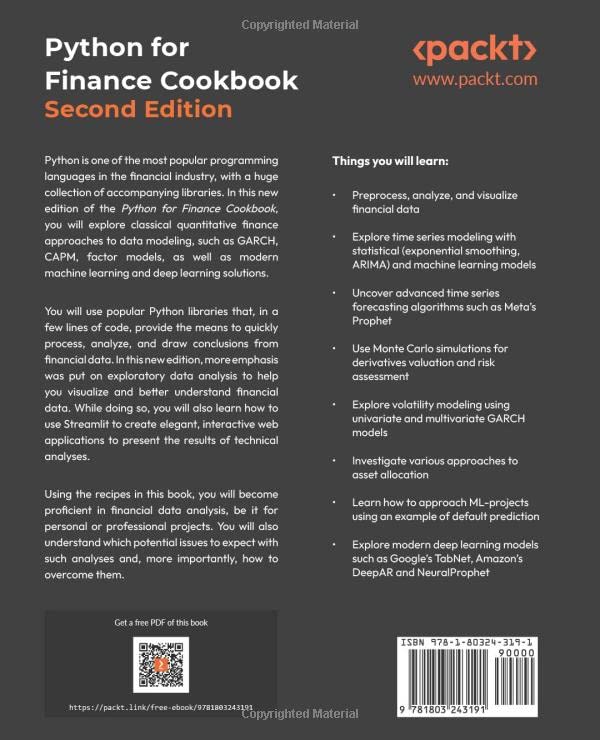 Copyrighted Material
Python for
Finance Cookbook
Second Edition
<packt>
www.packt.com
Python is one of the most popular programming
languages in the financial industry, with a huge
collection of accompanying libraries. In this new
edition of the Python for Finance Cookbook,
you will explore classical quantitative finance
approaches to data modeling, such as GARCH,
CAPM, factor models, as well as modern
machine learning and deep learning solutions.
You will use popular Python libraries that, in a
few lines of code, provide the means to quickly
process, analyze, and draw conclusions from
financial data. In this new edition, more emphasis
was put on exploratory data analysis to help
you visualize and better understand financial
data. While doing so, you will also learn how to
use Streamlit to create elegant, interactive web
applications to present the results of technical
analyses.
Using the recipes in this book, you will become
proficient in financial data analysis, be it for
personal or professional projects. You will also
understand which potential issues to expect with
such analyses and, more importantly, how to
overcome them.
Things you will learn:
• Preprocess, analyze, and visualize
financial data
• Explore time series modeling with
statistical (exponential smoothing,
ARIMA) and machine learning models
• Uncover advanced time series
forecasting algorithms such as Meta's
Prophet
• Use Monte Carlo simulations for
derivatives valuation and risk
assessment
• Explore volatility modeling using
univariate and multivariate GARCH
models
• Investigate various approaches to
asset allocation
• Learn how to approach ML-projects
using an example of default prediction
• Explore modern deep learning models
such as Google's TabNet, Amazon's
DeepAR and NeuralProphet
Get a free PDF of this book
https://packt.link/free-ebook/9781803243191
ISBN 978-1-80324-319-1
90000
9 781803 243191
Copyrighted Material